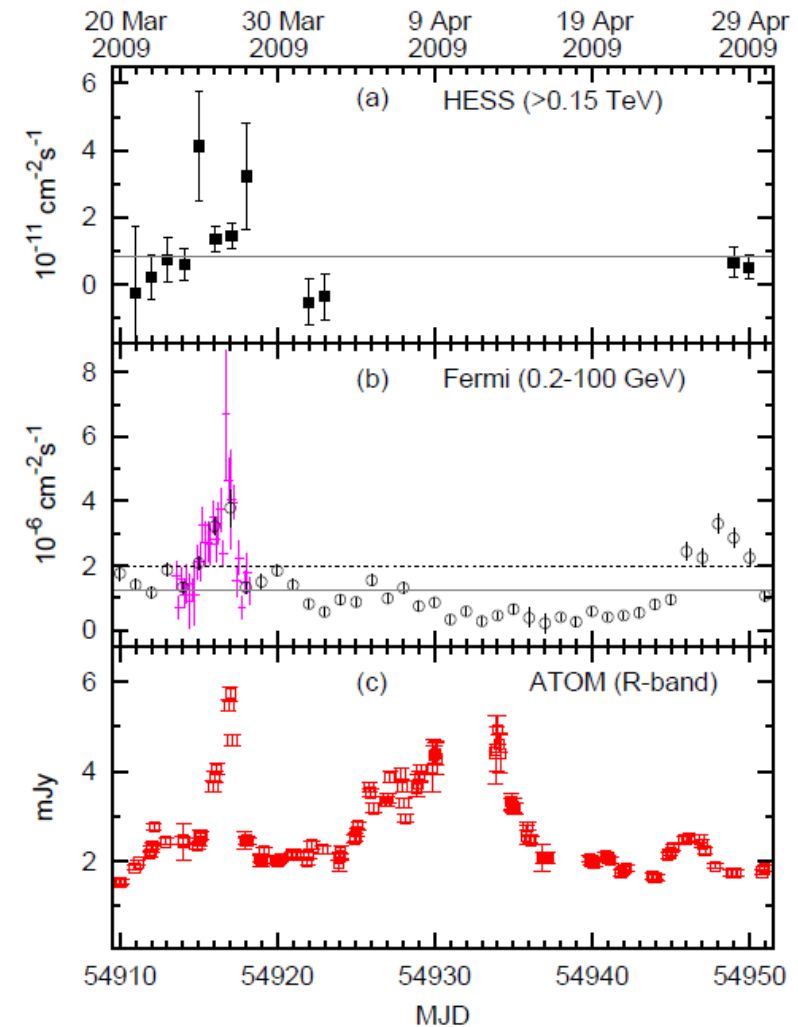 20 Mar 30 Mar 9 Apr 19 Apr 29 Apr
2009 2009 2009 2009 2009
6
(a) HESS (>0.15 TeV)
4
2
0
10⁻¹¹ cm⁻²s⁻¹
8
(b) Fermi (0.2-100 GeV)
6
4
2
0
10⁻⁶ cm⁻²s⁻¹
6
(c) ATOM (R-band)
4
2
mJy
54910 54920 54930 54940 54950
MJD